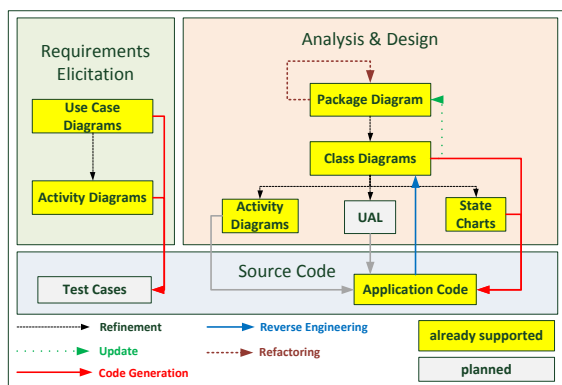 Requirements
Elicitation
Use Case
Diagrams
Activity Diagrams
Analysis & Design
Package Diagram
Class Diagrams
Activity
Diagrams
UAL
State
Charts
Source Code
Test Cases
Application Code
Refinement
Update
Code Generation
Reverse Engineering
Refactoring
already supported
planned